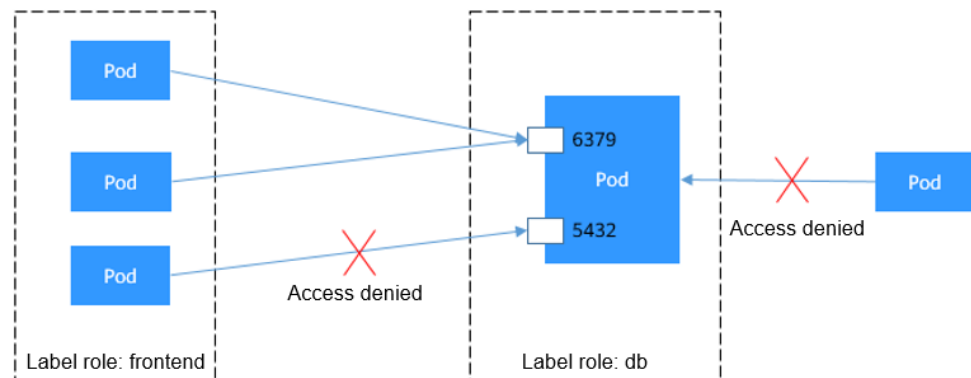 Pod
Pod
Pod
Label role: frontend
Access denied
6379
Pod
5432
Label role: db
Access denied
Pod